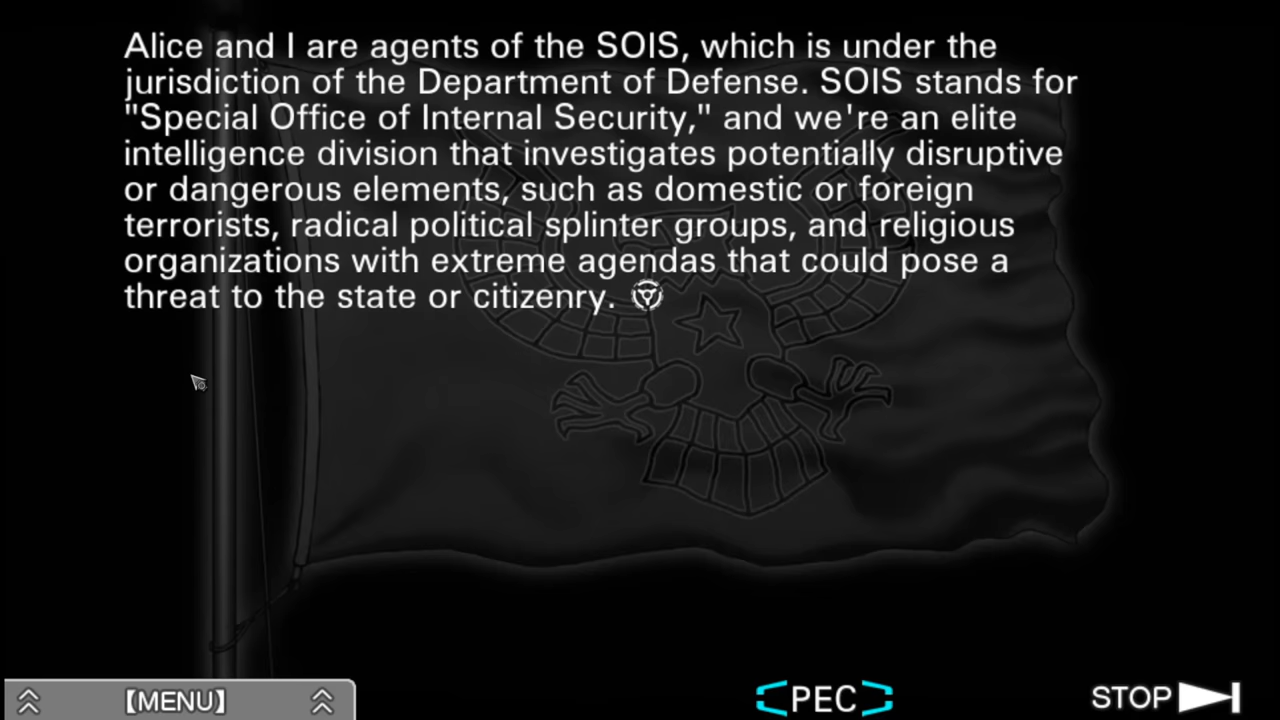 Alice and I are agents of the SOIS, which is under the
jurisdiction of the Department of Defense. SOIS stands for
"Special Office of Internal Security," and we're an elite
intelligence division that investigates potentially disruptive
or dangerous elements, such as domestic or foreign
terrorists, radical political splinter groups, and religious
organizations with extreme agendas that could pose a
threat to the state or citizenry.
【MENU】
PEC
STOP